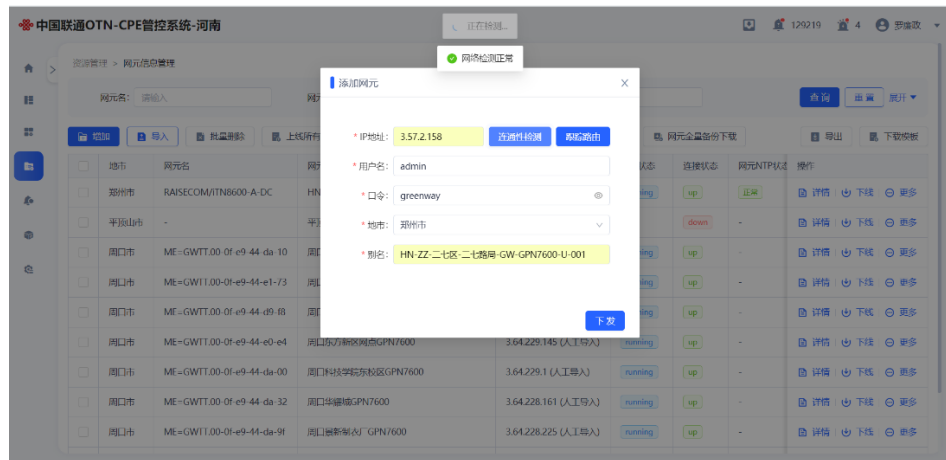 中国联通OTN-CPE管控系统-河南
正在检测...
129219
4
罗维政
网络检测正常
资源管理 > 网元信息管理
网元名: 请输入
查询
重置
展开
增加
导入
批量删除
上线所有
网元全量备份下载
导出
下载模板
添加网元
* IP地址: 3.57.2.158 连通性检测 跟踪路由
* 用户名: admin
* 口令: greenway
* 地市: 郑州市
* 别名: HN-ZZ-二七区-二七路局-GW-GPN7600-U-001
下发
地市 网元名 连接状态 网元NTP状态 操作
郑州市 RAISECOM/ITN8600-A-DC HN up 正常 详情 下线 更多
平顶山市 - down - 详情 下线 更多
周口市 ME=GWTT.00-0f-e9-44-da-10 up - 详情 下线 更多
周口市 ME=GWTT.00-0f-e9-44-e1-73 up - 详情 下线 更多
周口市 ME=GWTT.00-0f-e9-44-d9-f8 up - 详情 下线 更多
周口市 ME=GWTT.00-0f-e9-44-e0-e4 周口东方新区网点GPN7600 3.64.229.145 (人工导入) running up - 详情 下线 更多
周口市 ME=GWTT.00-0f-e9-44-da-00 周口科技学院东校区GPN7600 3.64.229.1 (人工导入) running up - 详情 下线 更多
周口市 ME=GWTT.00-0f-e9-44-da-32 周口华耀城GPN7600 3.64.228.161 (人工导入) running up - 详情 下线 更多
周口市 ME=GWTT.00-0f-e9-44-da-9f 周口景新制衣厂GPN7600 3.64.228.225 (人工导入) running up - 详情 下线 更多